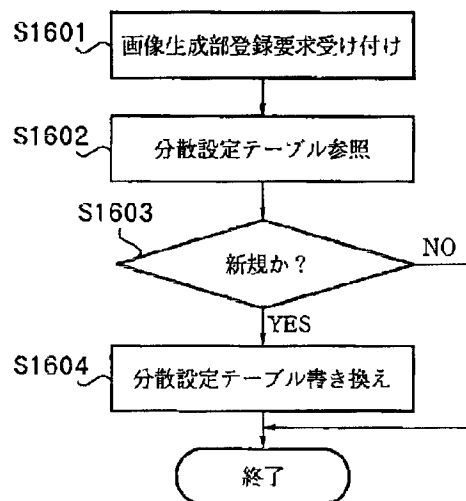 S1601
画像生成部登録要求受け付け
S1602
分散設定テーブル参照
S1603
新規か？
NO
YES
S1604
分散設定テーブル書き換え
終了